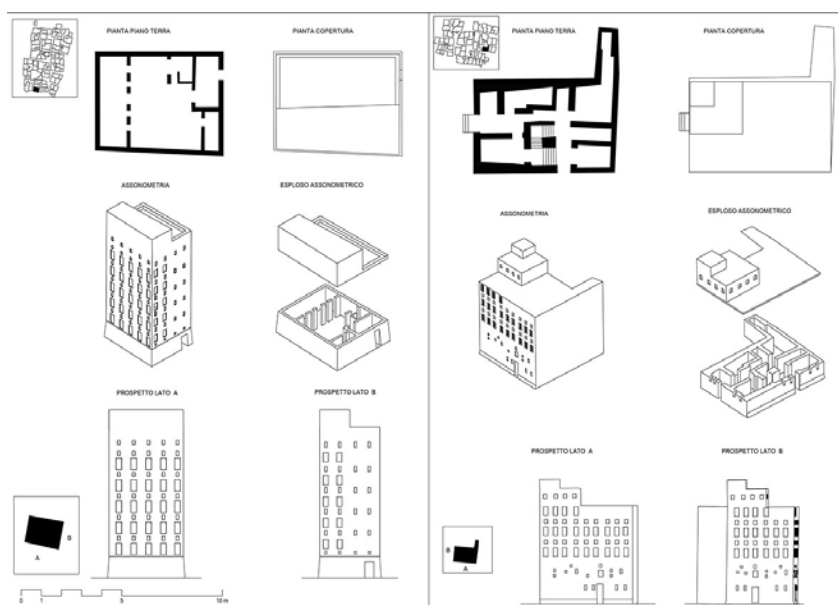 PIANTA PIANO TERRA
PIANTA COPERTURA
ASSONOMETRIA
ESPLOSO ASSONOMETRICO
PROSPETTO LATO A
PROSPETTO LATO B
A
B
0 1 5 10 m
PIANTA PIANO TERRA
PIANTA COPERTURA
ASSONOMETRIA
ESPLOSO ASSONOMETRICO
PROSPETTO LATO A
PROSPETTO LATO B
B
A